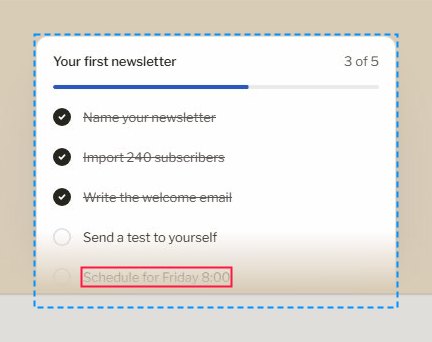 Your first newsletter
3 of 5
Name your newsletter
Import 240 subscribers
Write the welcome email
Send a test to yourself
Schedule for Friday 8:00